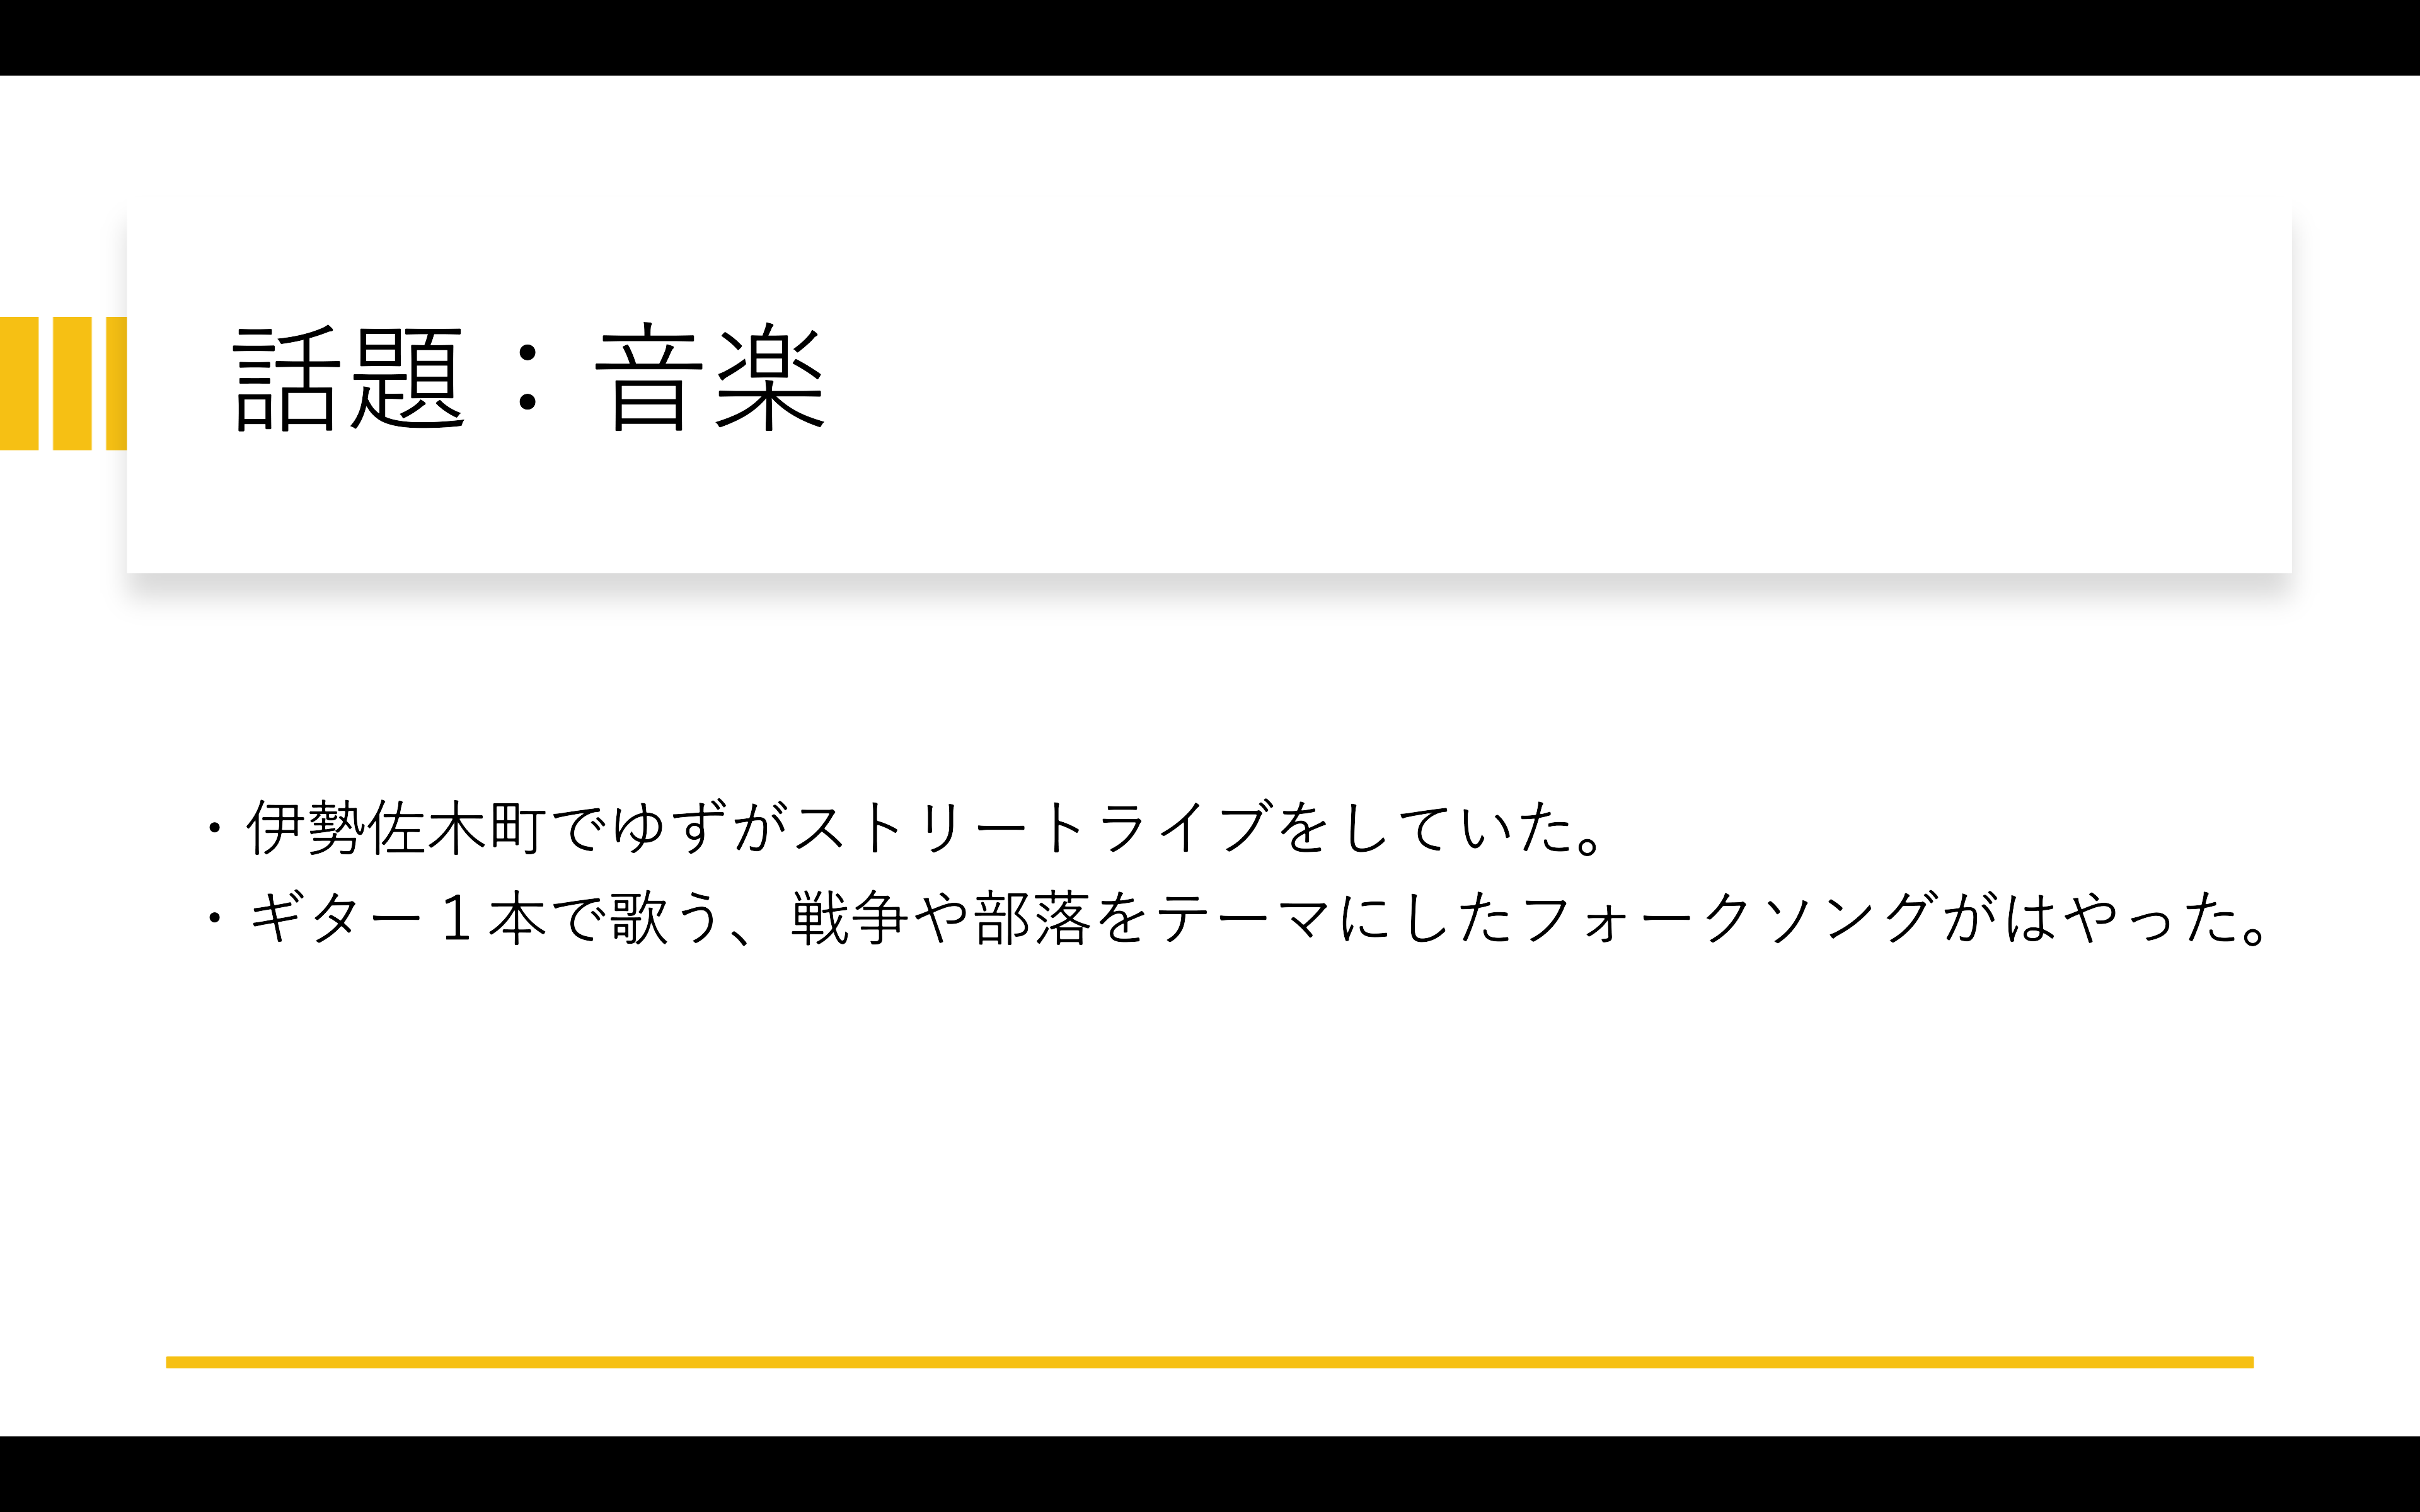 話題：音楽
・伊勢佐木町でゆずがストリートライブをしていた。
・ギター１本で歌う、戦争や部落をテーマにしたフォークソングがはやった。